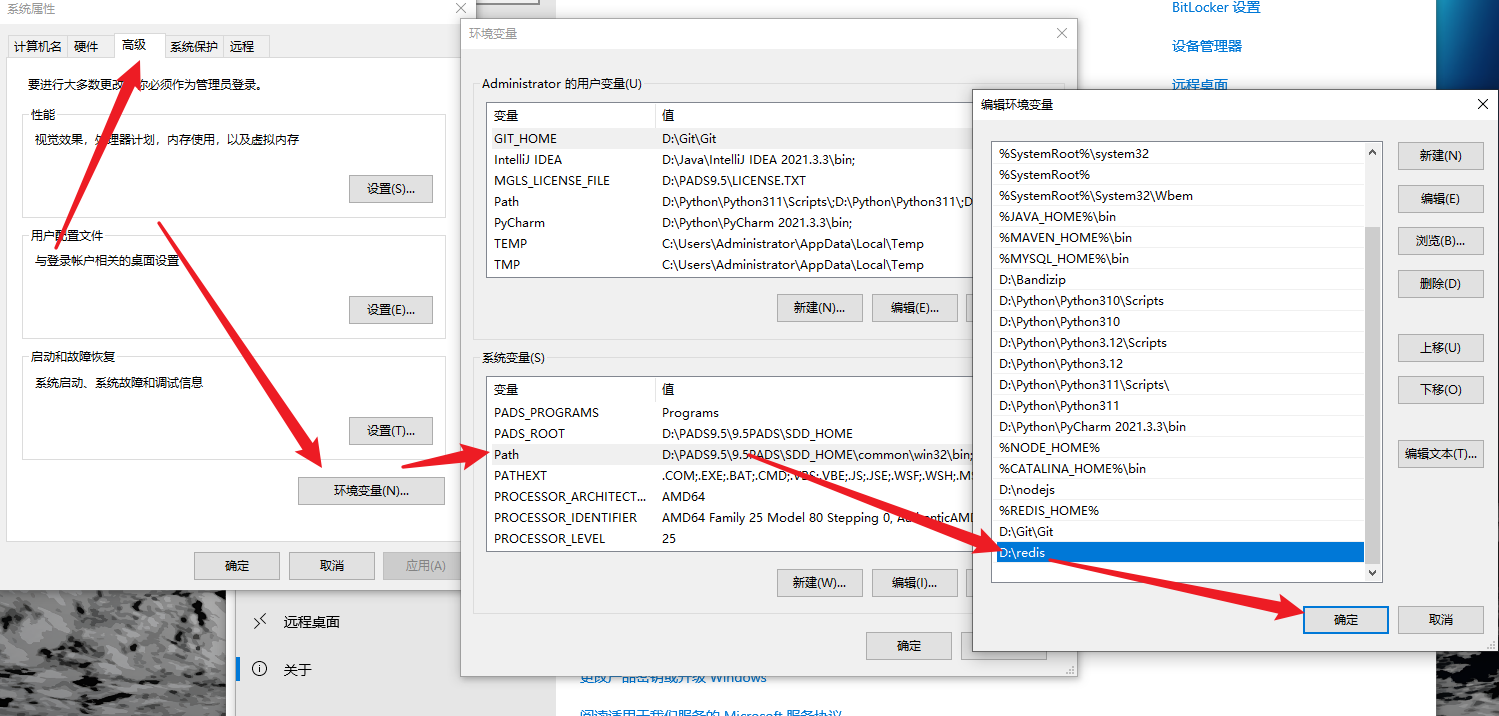 系统属性
计算机名
硬件
高级
系统保护
远程
要进行大多数更改,你必须作为管理员登录。
性能
视觉效果，处理器计划，内存使用，以及虚拟内存
设置(S)...
用户配置文件
与登录帐户相关的桌面设置
设置(E)...
启动和故障恢复
系统启动、系统故障和调试信息
设置(T)...
环境变量(N)...
确定
取消
应用(A)
远程桌面
关于
环境变量
Administrator 的用户变量(U)
变量 值
GIT_HOME D:\Git\Git
IntelliJ IDEA D:\Java\IntelliJ IDEA 2021.3.3\bin;
MGLS_LICENSE_FILE D:\PADS9.5\LICENSE.TXT
Path D:\Python\Python311\Scripts\;D:\Python\Python311\;D
PyCharm D:\Python\PyCharm 2021.3.3\bin;
TEMP C:\Users\Administrator\AppData\Local\Temp
TMP C:\Users\Administrator\AppData\Local\Temp
新建(N)...
编辑(E)...
系统变量(S)
变量 值
PADS_PROGRAMS Programs
PADS_ROOT D:\PADS9.5\9.5PADS\SDD_HOME
Path D:\PADS9.5\9.5PADS\SDD_HOME\common\win32\bin;
PATHEXT .COM;.EXE;.BAT;.CMD;.VBS;.VBE;.JS;.JSE;.WSF;.WSH;.MS
PROCESSOR_ARCHITECT... AMD64
PROCESSOR_IDENTIFIER AMD64 Family 25 Model 80 Stepping 0, AuthenticAMD
PROCESSOR_LEVEL 25
新建(W)...
编辑(I)...
确定
更改产品密钥或升级 Windows
阅读适用于我们服务的 Microsoft 服务协议
BitLocker 设置
设备管理器
远程桌面
编辑环境变量
%SystemRoot%\system32
%SystemRoot%
%SystemRoot%\System32\Wbem
%JAVA_HOME%\bin
%MAVEN_HOME%\bin
%MYSQL_HOME%\bin
D:\Bandizip
D:\Python\Python310\Scripts
D:\Python\Python310
D:\Python\Python3.12\Scripts
D:\Python\Python3.12
D:\Python\Python311\Scripts\
D:\Python\Python311
D:\Python\PyCharm 2021.3.3\bin
%NODE_HOME%
%CATALINA_HOME%\bin
D:\nodejs
%REDIS_HOME%
D:\Git\Git
D:\redis
新建(N)
编辑(E)
浏览(B)...
删除(D)
上移(U)
下移(O)
编辑文本(T)...
确定
取消